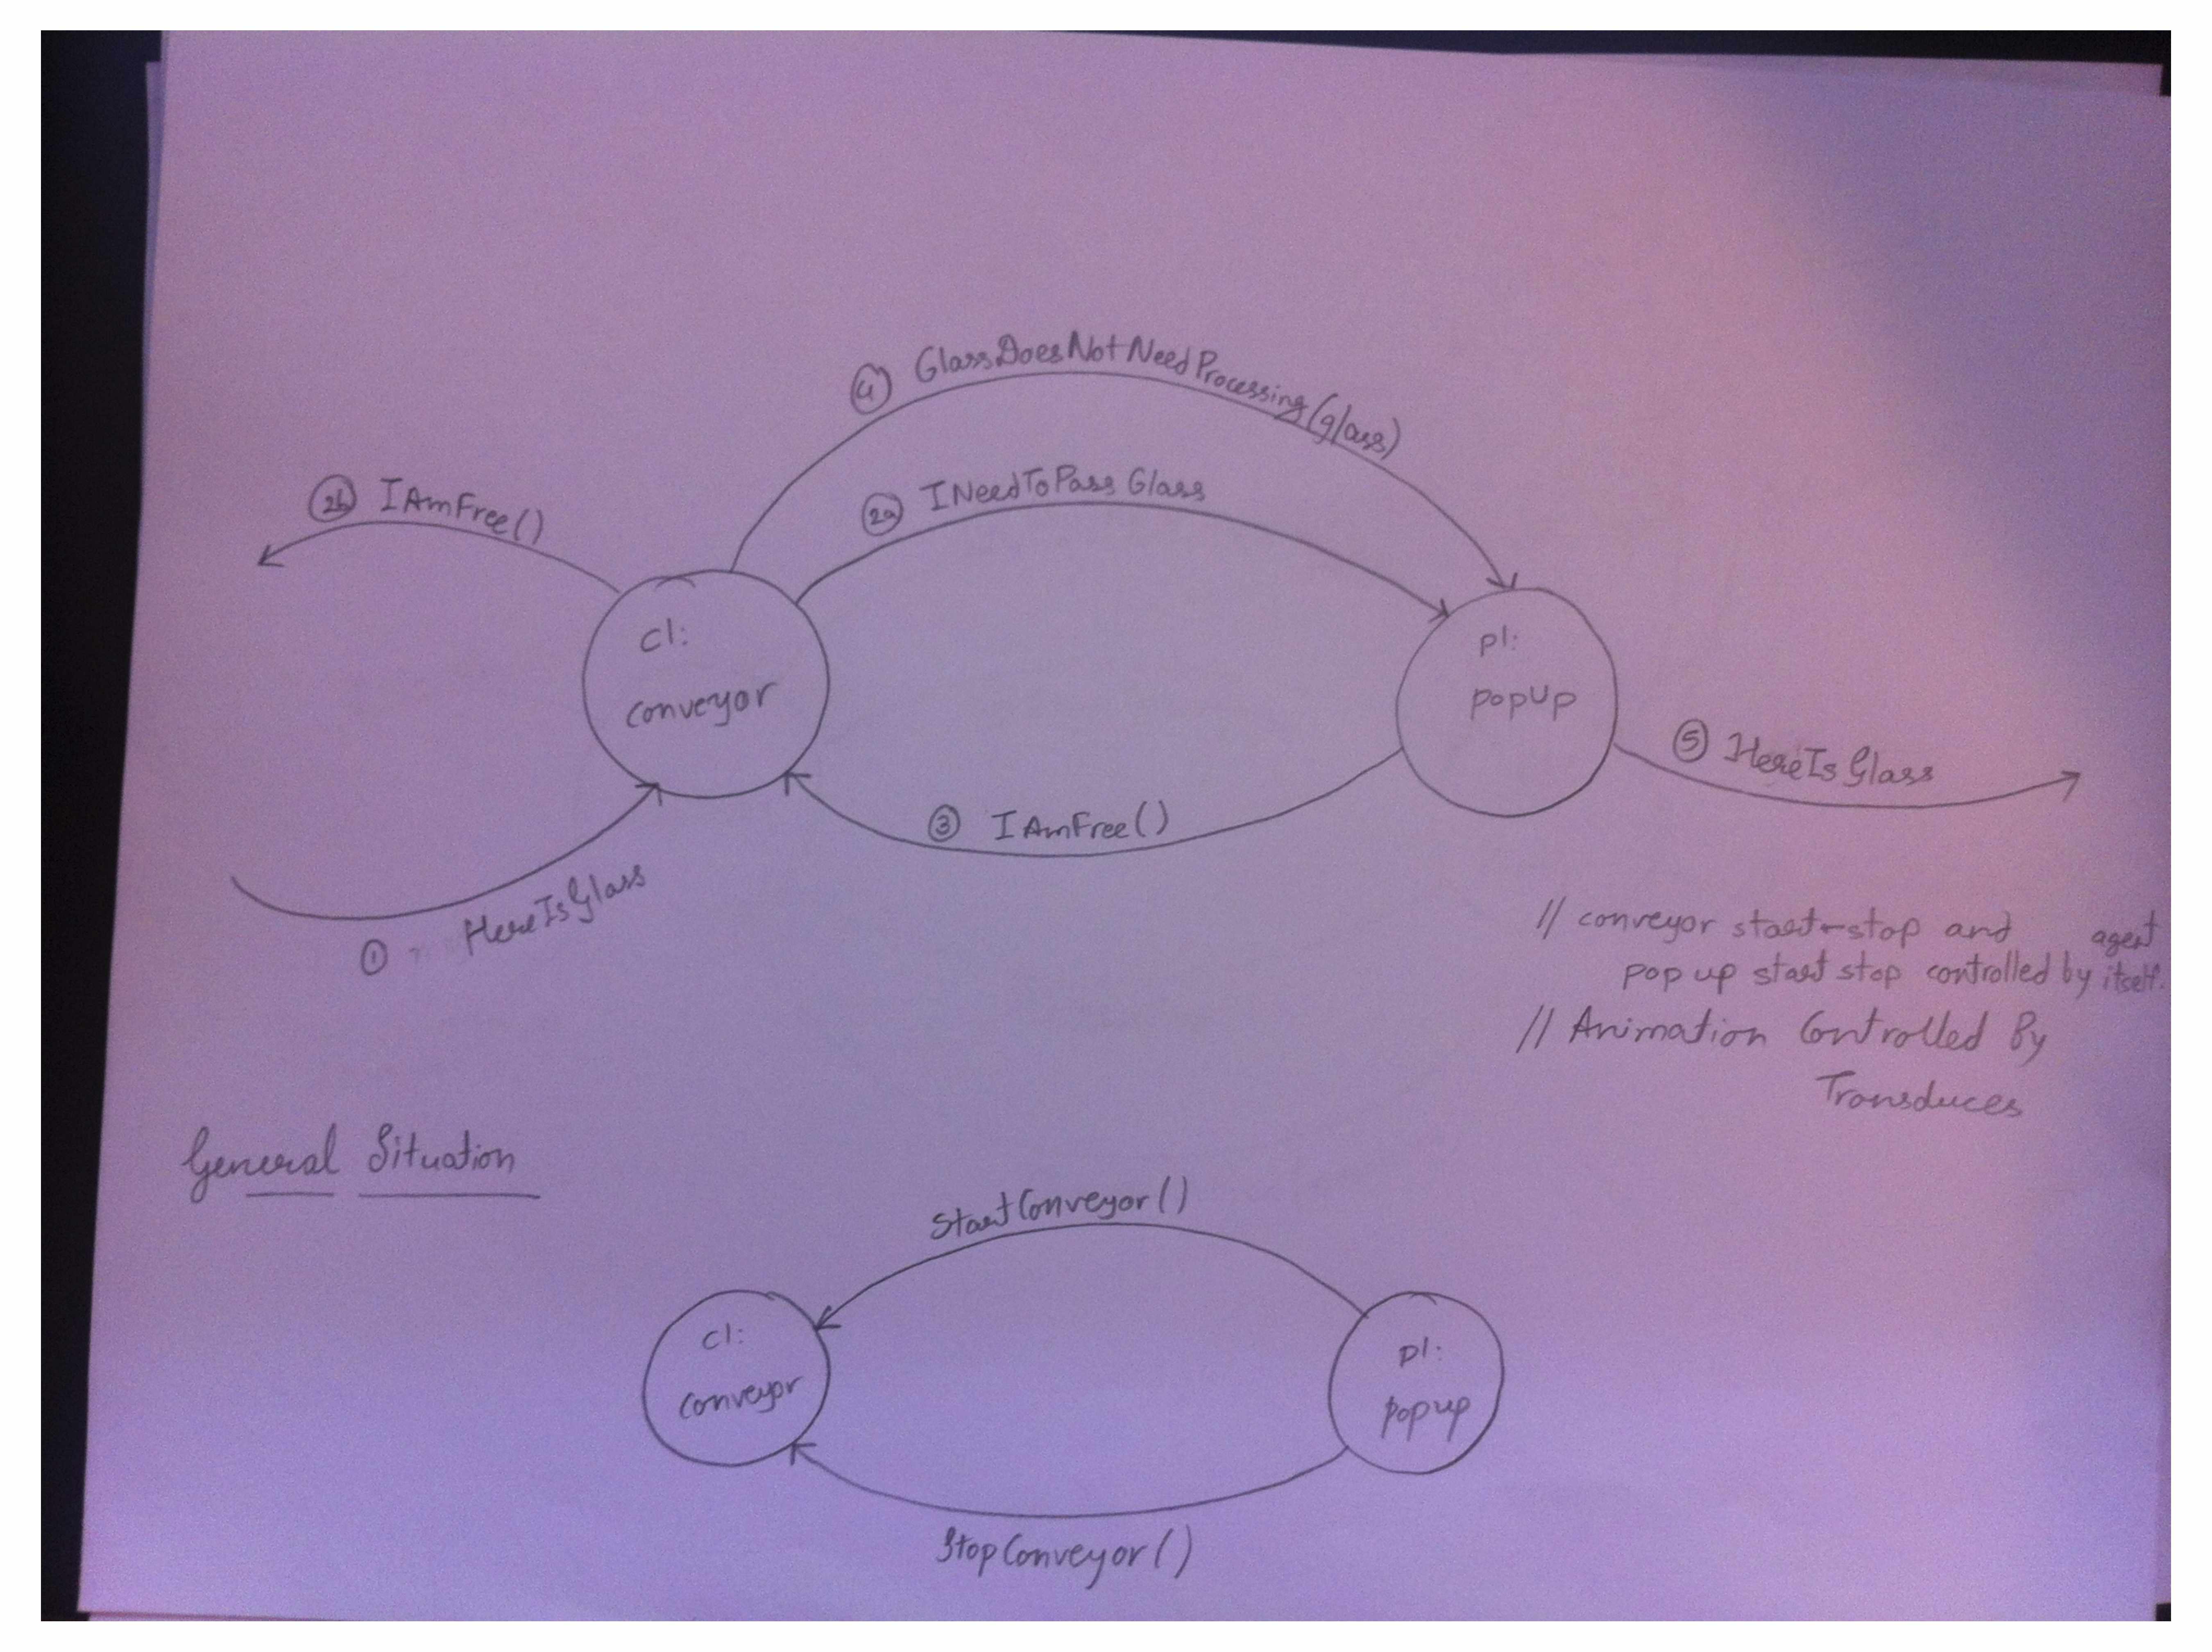 ④ GlassDoesNotNeedProcessing(glass)
②a INeedToPassGlass
②b IAmFree()
c1:
conveyor
p1:
popUp
⑤ HereIsGlass
③ IAmFree()
① HereIsGlass
// conveyor start-stop and agent
pop up start stop controlled by itself.
// Animation Controlled By
Transduces
General Situation
StartConveyor()
c1:
conveyor
p1:
popup
StopConveyor()